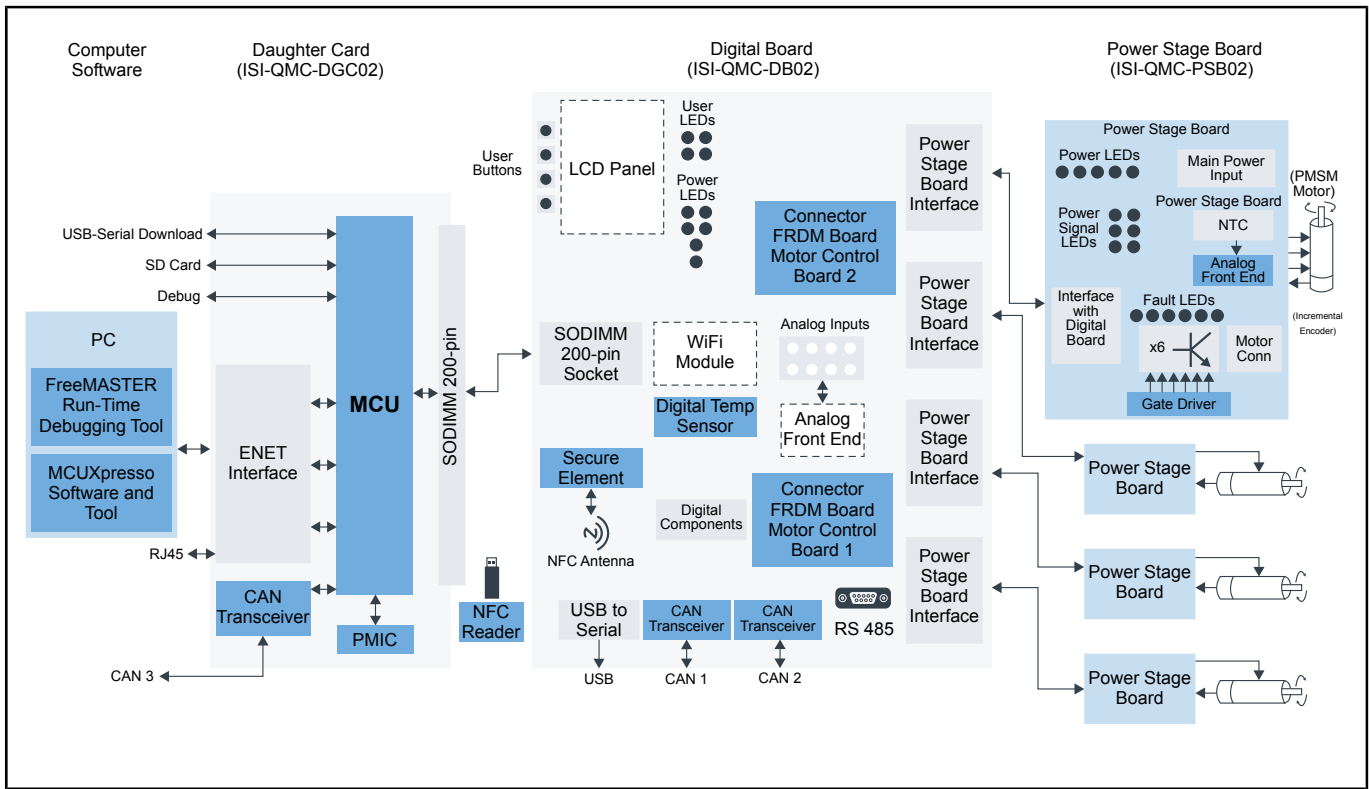 Computer
Software
Daughter Card
(ISI-QMC-DGC02)
Digital Board
(ISI-QMC-DB02)
Power Stage Board
(ISI-QMC-PSB02)
USB-Serial Download
SD Card
Debug
PC
FreeMASTER
Run-Time
Debugging Tool
MCUXpresso
Software and
Tool
RJ45
CAN 3
ENET
Interface
CAN
Transceiver
MCU
PMIC
SODIMM 200-pin
NFC
Reader
User
Buttons
LCD Panel
User
LEDs
Power
LEDs
Connector
FRDM Board
Motor Control
Board 2
SODIMM
200-pin
Socket
WiFi
Module
Digital Temp
Sensor
Analog Inputs
Analog
Front End
Secure
Element
NFC Antenna
Digital
Components
Connector
FRDM Board
Motor Control
Board 1
USB to
Serial
USB
CAN
Transceiver
CAN 1
CAN
Transceiver
CAN 2
RS 485
Power
Stage
Board
Interface
Power
Stage
Board
Interface
Power
Stage
Board
Interface
Power
Stage
Board
Interface
Power Stage Board
Power LEDs
Main Power
Input
Power
Signal
LEDs
Power Stage Board
NTC
Analog
Front End
(PMSM
Motor)
(Incremental
Encoder)
Interface
with
Digital
Board
Fault LEDs
x6
Motor
Conn
Gate Driver
Power Stage
Board
Power Stage
Board
Power Stage
Board